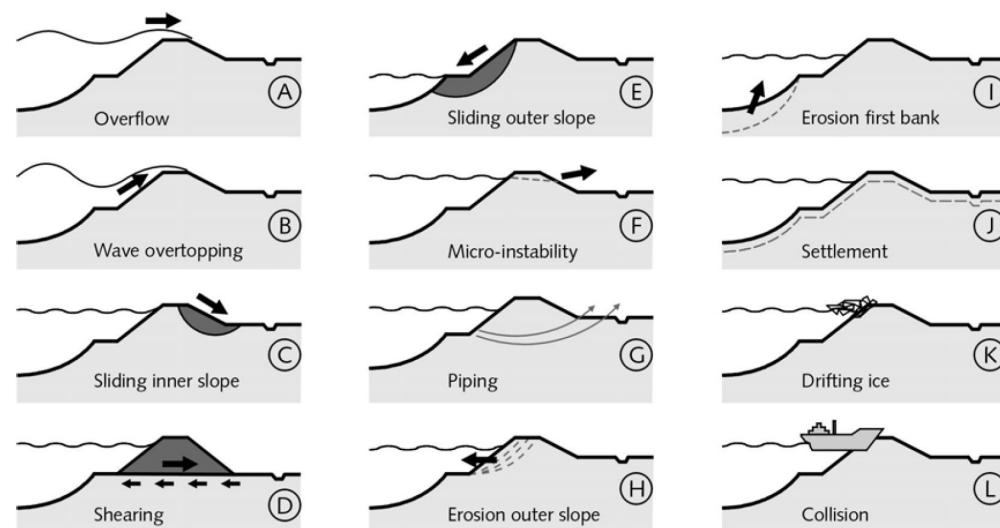 A
Overflow
B
Wave overtopping
C
Sliding inner slope
D
Shearing
E
Sliding outer slope
F
Micro-instability
G
Piping
H
Erosion outer slope
I
Erosion first bank
J
Settlement
K
Drifting ice
L
Collision